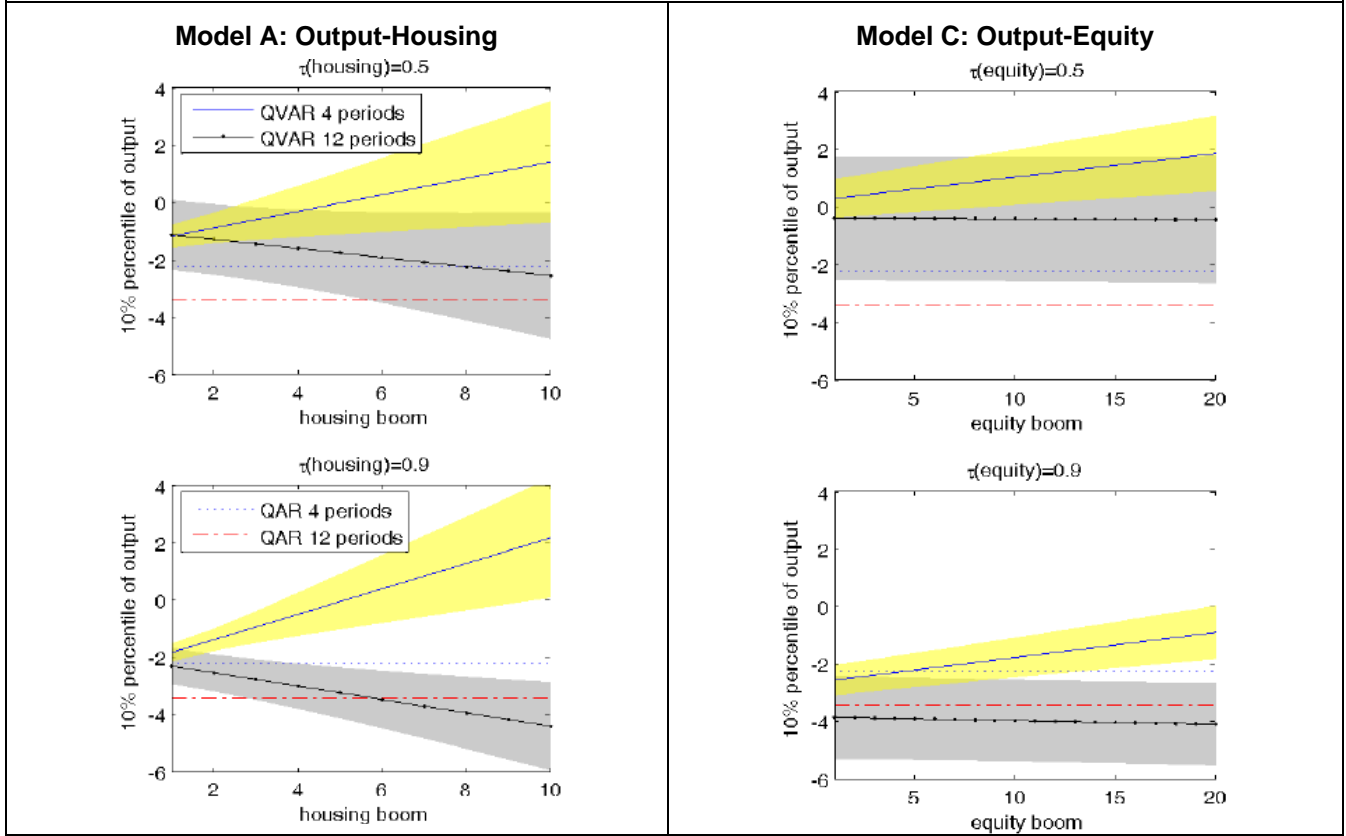 Model A: Output-Housing
τ(housing)=0.5
4
2
0
-2
-4
-6
10% percentile of output
QVAR 4 periods
QVAR 12 periods
2
4
6
8
10
housing boom
τ(housing)=0.9
4
2
0
-2
-4
-6
10% percentile of output
QAR 4 periods
QAR 12 periods
2
4
6
8
10
housing boom
Model C: Output-Equity
τ(equity)=0.5
4
2
0
-2
-4
-6
10% percentile of output
5
10
15
20
equity boom
τ(equity)=0.9
4
2
0
-2
-4
-6
10% percentile of output
5
10
15
20
equity boom